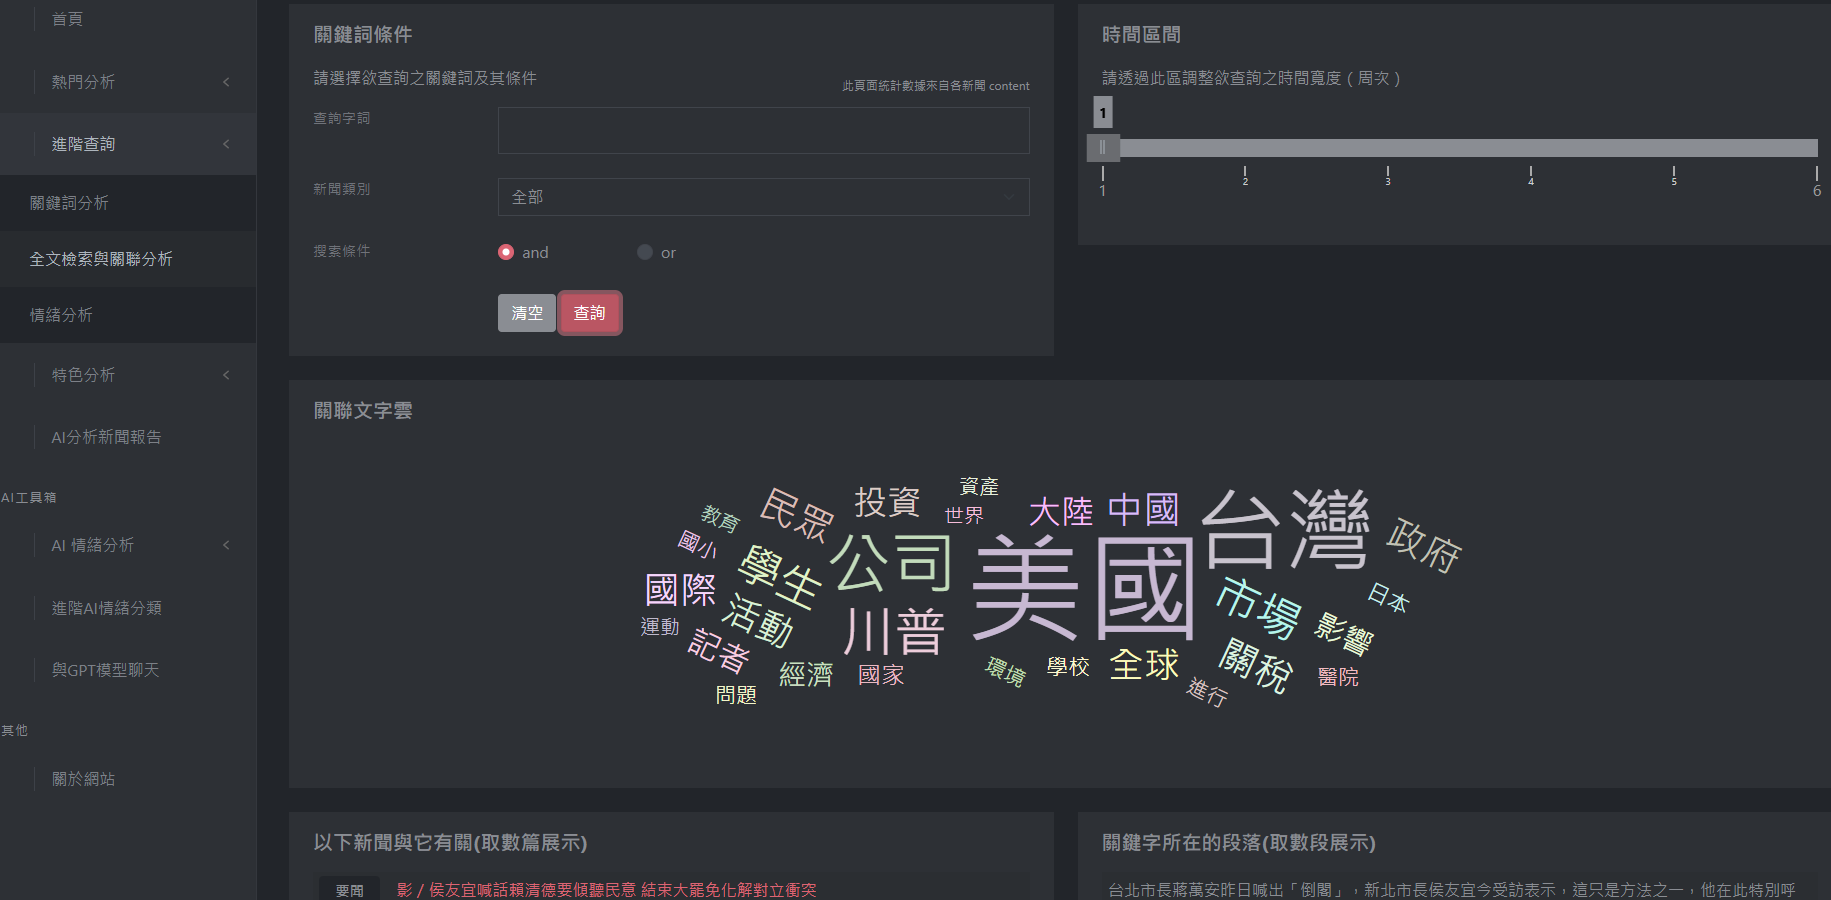 首頁
熱門分析
進階查詢
關鍵詞分析
全文檢索與關聯分析
情緒分析
特色分析
AI分析新聞報告
AI工具箱
AI 情緒分析
進階AI情緒分類
與GPT模型聊天
其他
關於網站
關鍵詞條件
請選擇欲查詢之關鍵詞及其條件
此頁面統計數據來自各新聞 content
查詢字詞
新聞類別
全部
搜索條件
and
or
清空
查詢
時間區間
請透過此區調整欲查詢之時間寬度 ( 周次 )
1
1
2
3
4
5
6
關聯文字雲
資產
教育
民眾
投資
世界
大陸
中國
台灣
政府
國小
學生
公司
美國
國際
活動
川普
市場
日本
運動
記者
影響
經濟
國家
環境
學校
全球
關稅
醫院
問題
進行
以下新聞與它有關(取數篇展示)
要聞
影 / 侯友宜喊話賴清德要傾聽民意 結束大罷免化解對立衝突
關鍵字所在的段落(取數段展示)
台北市長蔣萬安昨日喊出「倒閣」，新北市長侯友宜今受訪表示，這只是方法之一，他在此特別呼